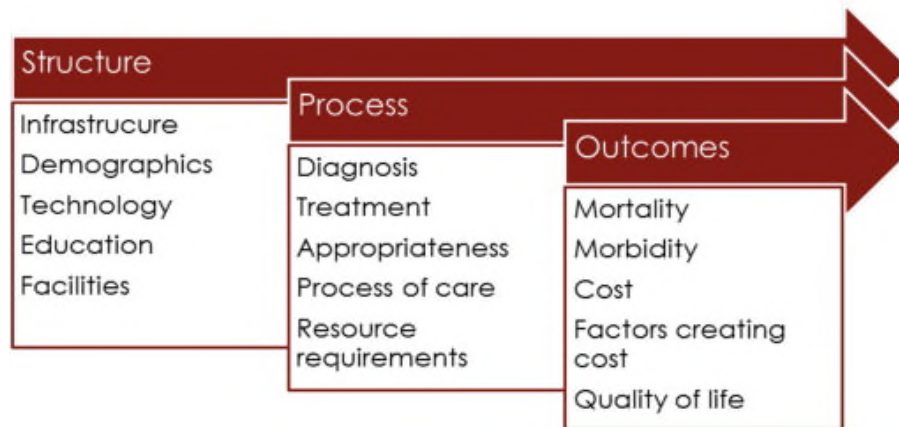 Structure
Infrastrucure
Demographics
Technology
Education
Facilities
Process
Diagnosis
Treatment
Appropriateness
Process of care
Resource
requirements
Outcomes
Mortality
Morbidity
Cost
Factors creating
cost
Quality of life